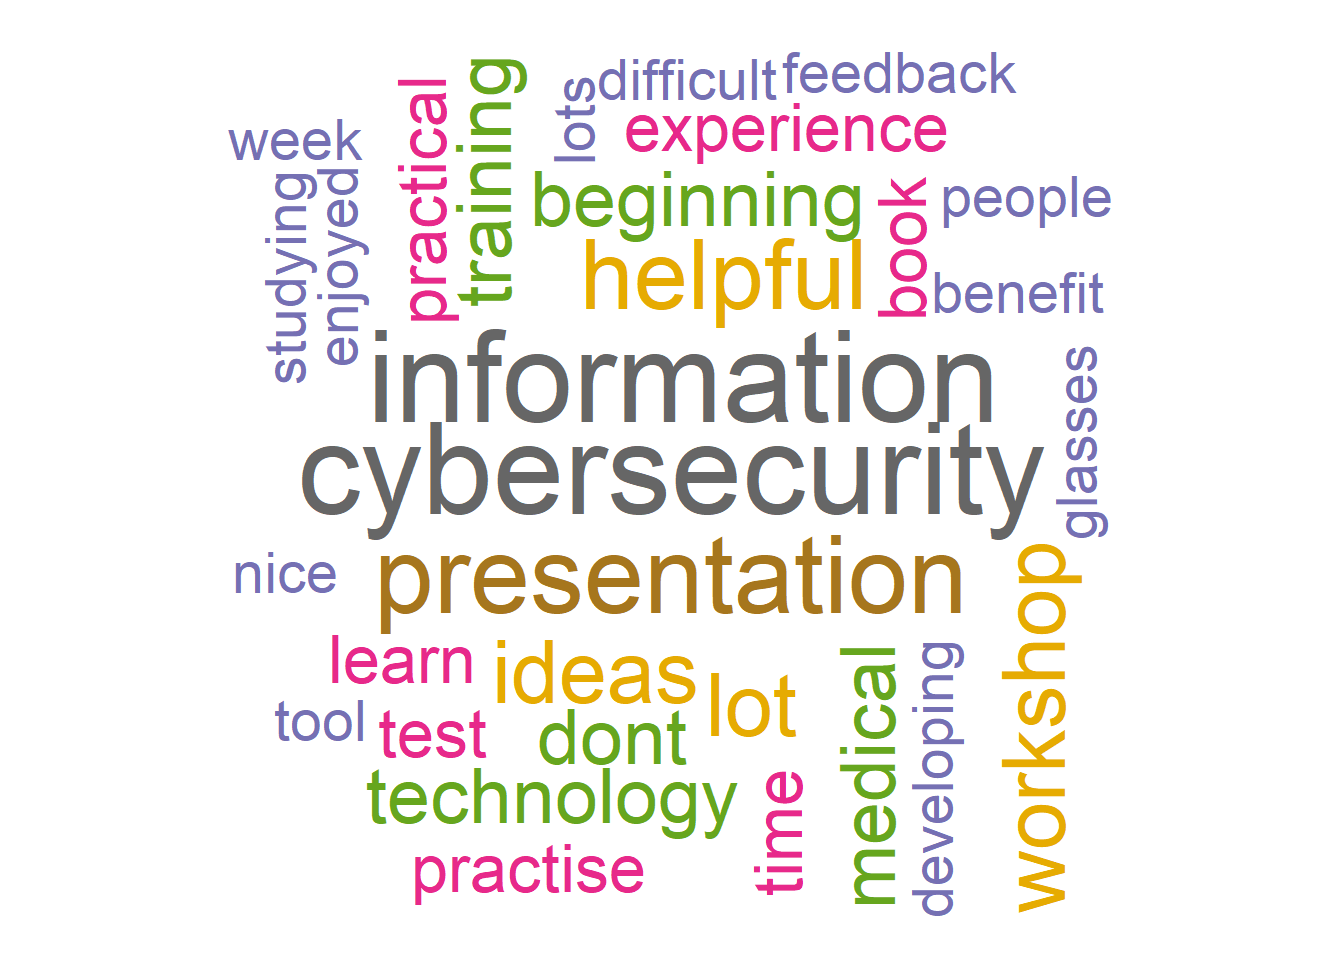 difficult
feedback
lots
experience
week
practical
training
beginning
book
people
studying
enjoyed
helpful
benefit
information
glasses
cybersecurity
nice
presentation
workshop
learn
ideas
lot
medical
developing
tool
test
dont
technology
time
practise